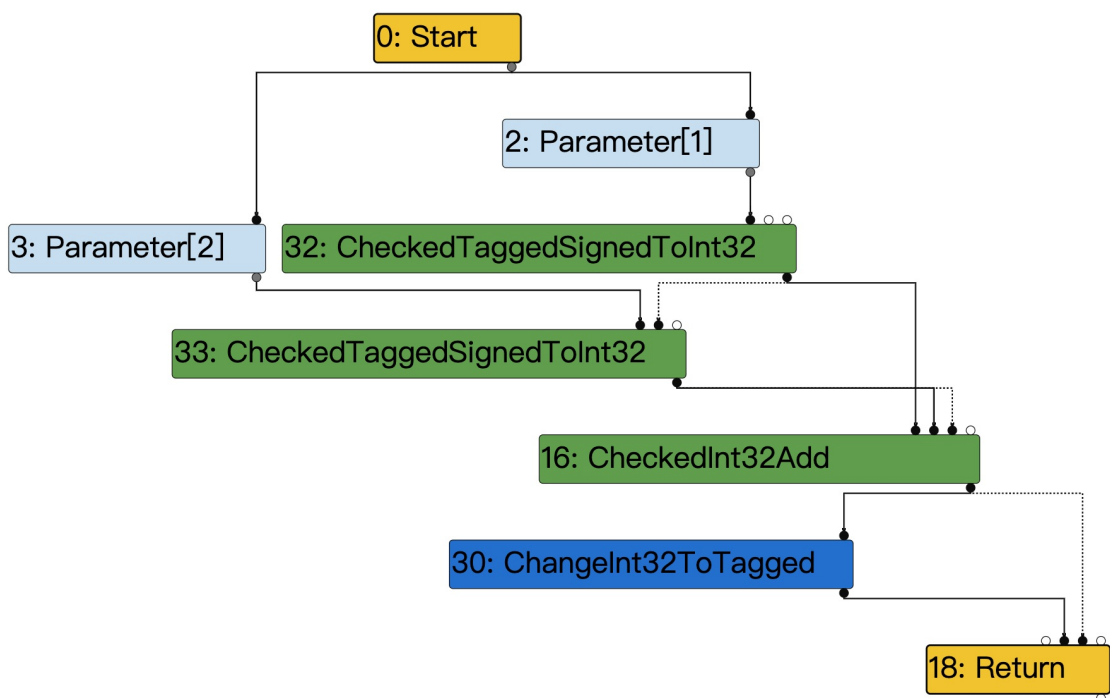 0: Start
2: Parameter[1]
3: Parameter[2]
32: CheckedTaggedSignedToInt32
33: CheckedTaggedSignedToInt32
16: CheckedInt32Add
30: ChangeInt32ToTagged
18: Return